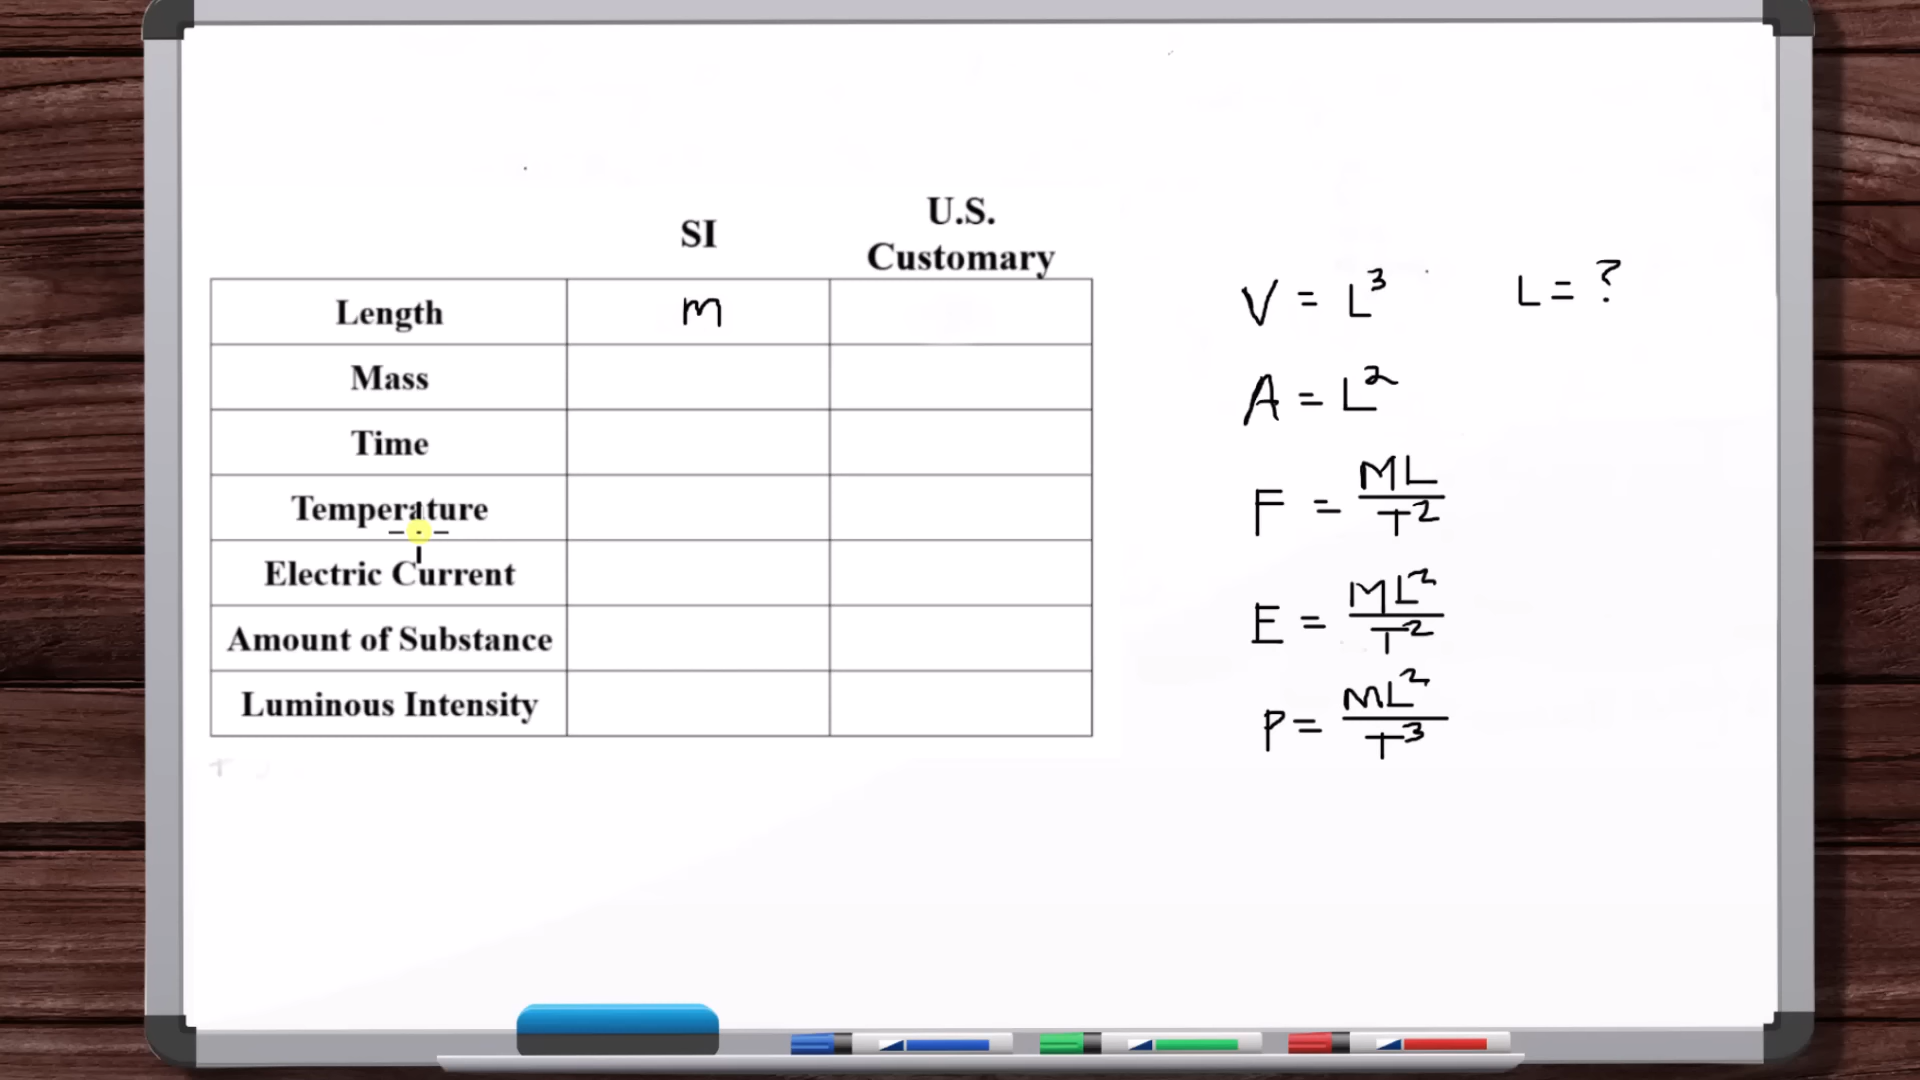 SI
U.S.
Customary
Length m
Mass
Time
Temperature
Electric Current
Amount of Substance
Luminous Intensity
V = L³ L = ?
A = L²
F = ML/T²
E = ML²/T²
P = ML²/T³